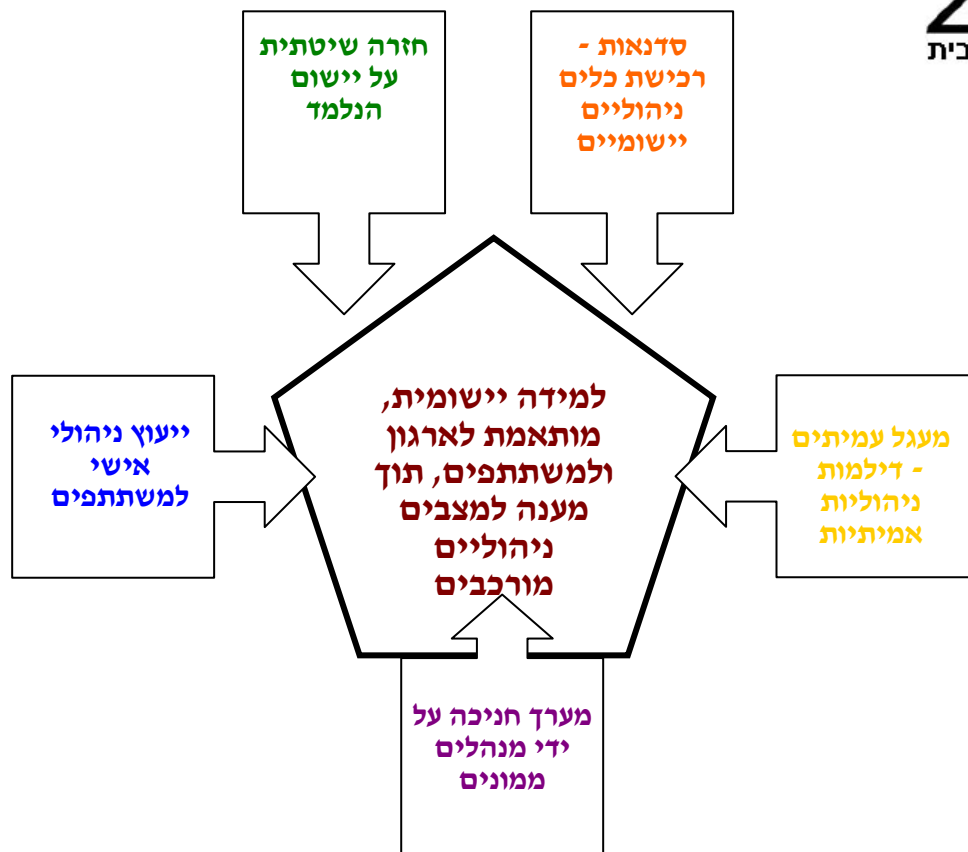 בית
סדנאות -
רכישת כלים
ניהוליים
יישומיים
חזרה שיטתית
על יישום
הנלמד
למידה יישומית,
מותאמת לארגון
ולמשתתפים, תוך
מענה למצבים
ניהוליים
מורכבים
מעגל עמיתים
- דילמות
ניהוליות
אמיתיות
ייעוץ ניהולי
אישי
למשתתפים
מערך חניכה על
ידי מנהלים
ממונים